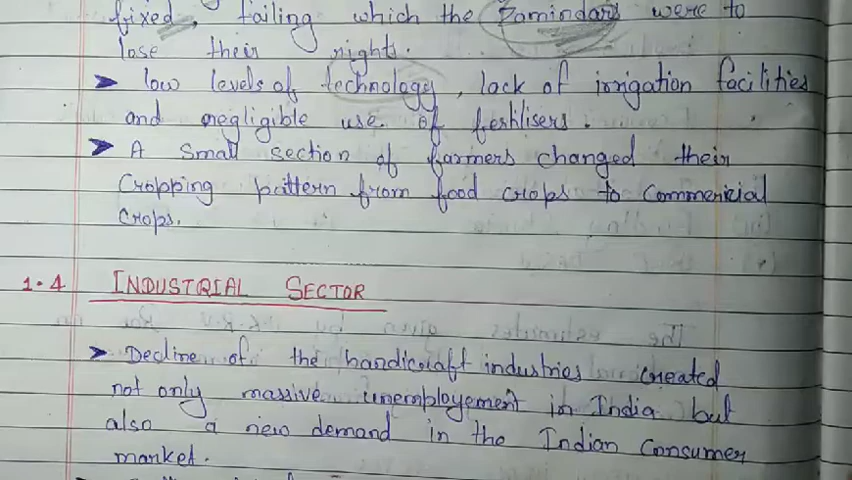 fixed, failing which the zamindars were to
lose their rights.
➤ low levels of technology, lack of irrigation facilities
and negligible use of feshlisers.
➤ A small section of farmers changed their
Cropping pittern from food crops to commenicial
crops.
1.4 INDUSTRIAL SECTOR
➤ Decline of the handicraft industries created
not only massive unemployement in India but
also a new demand in the Indian Consumer
market.